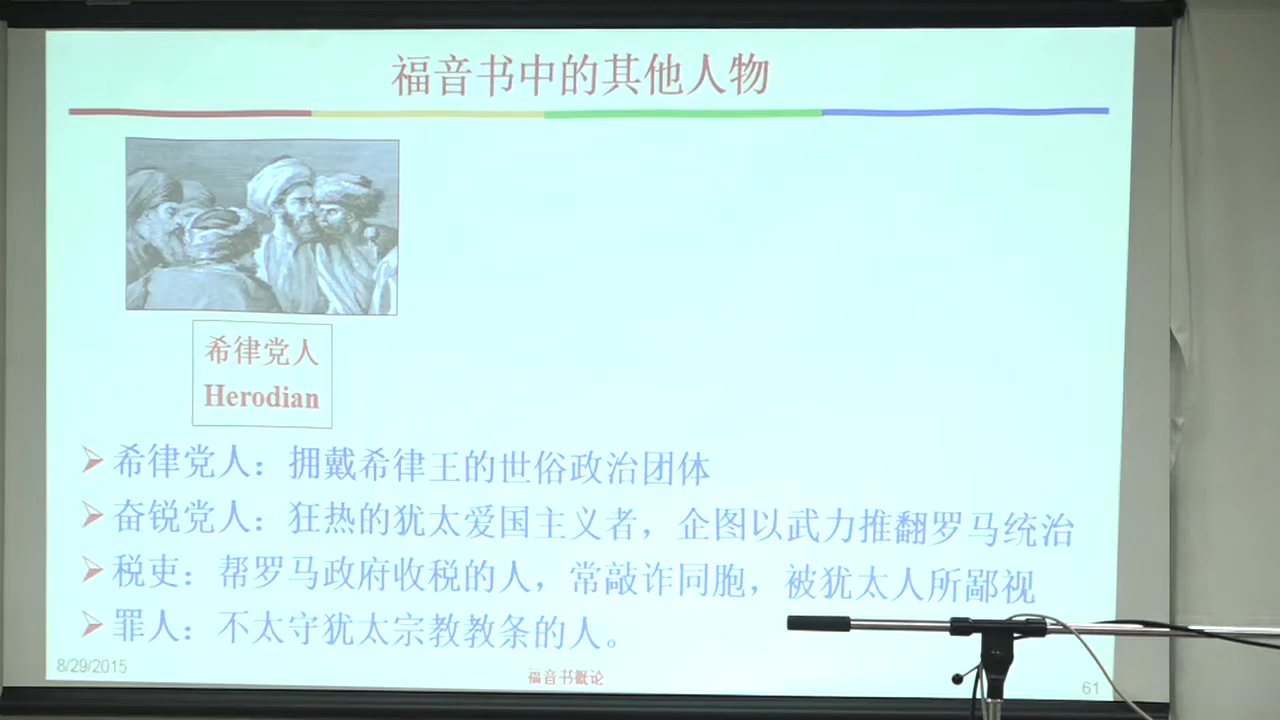 福音书中的其他人物
希律党人
Herodian
希律党人：拥戴希律王的世俗政治团体
奋锐党人：狂热的犹太爱国主义者，企图以武力推翻罗马统治
税吏：帮罗马政府收税的人，常敲诈同胞，被犹太人所鄙视
罪人：不太守犹太宗教教条的人。
8/29/2015
福音书概论
61